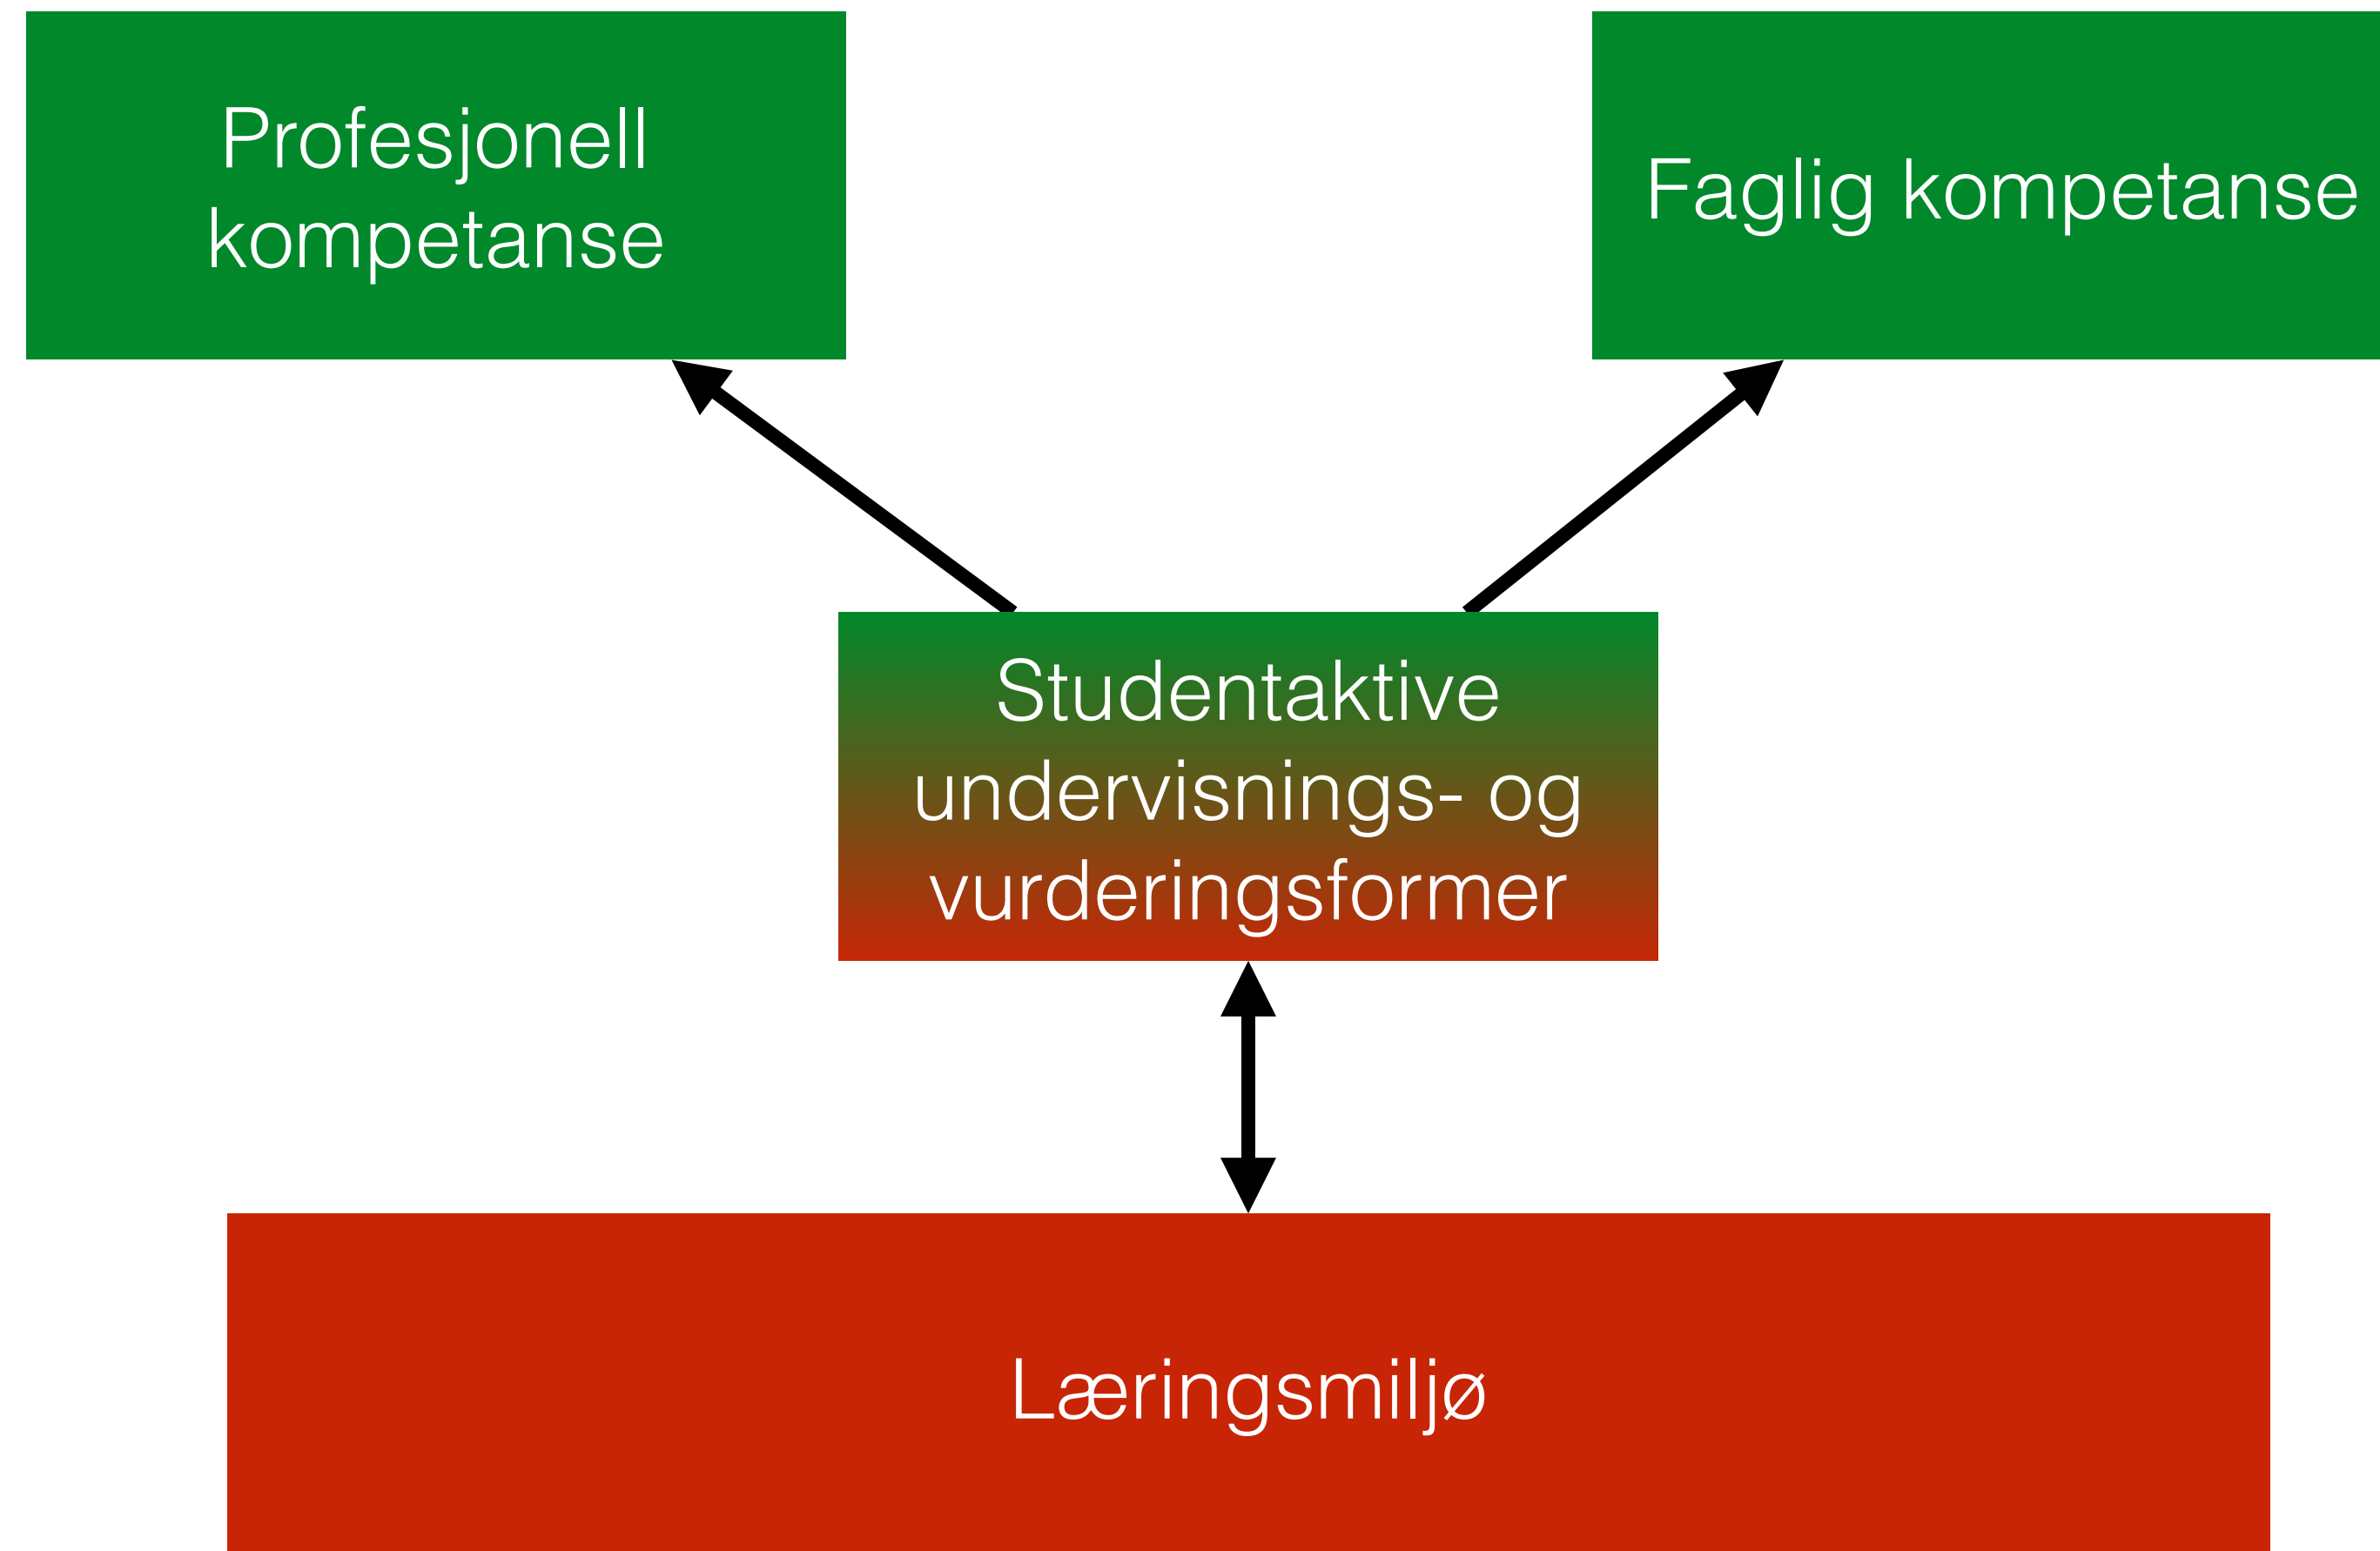 Profesjonell
kompetanse
Faglig kompetanse
Studentaktive
undervisnings- og
vurderingsformer
Læringsmiljø